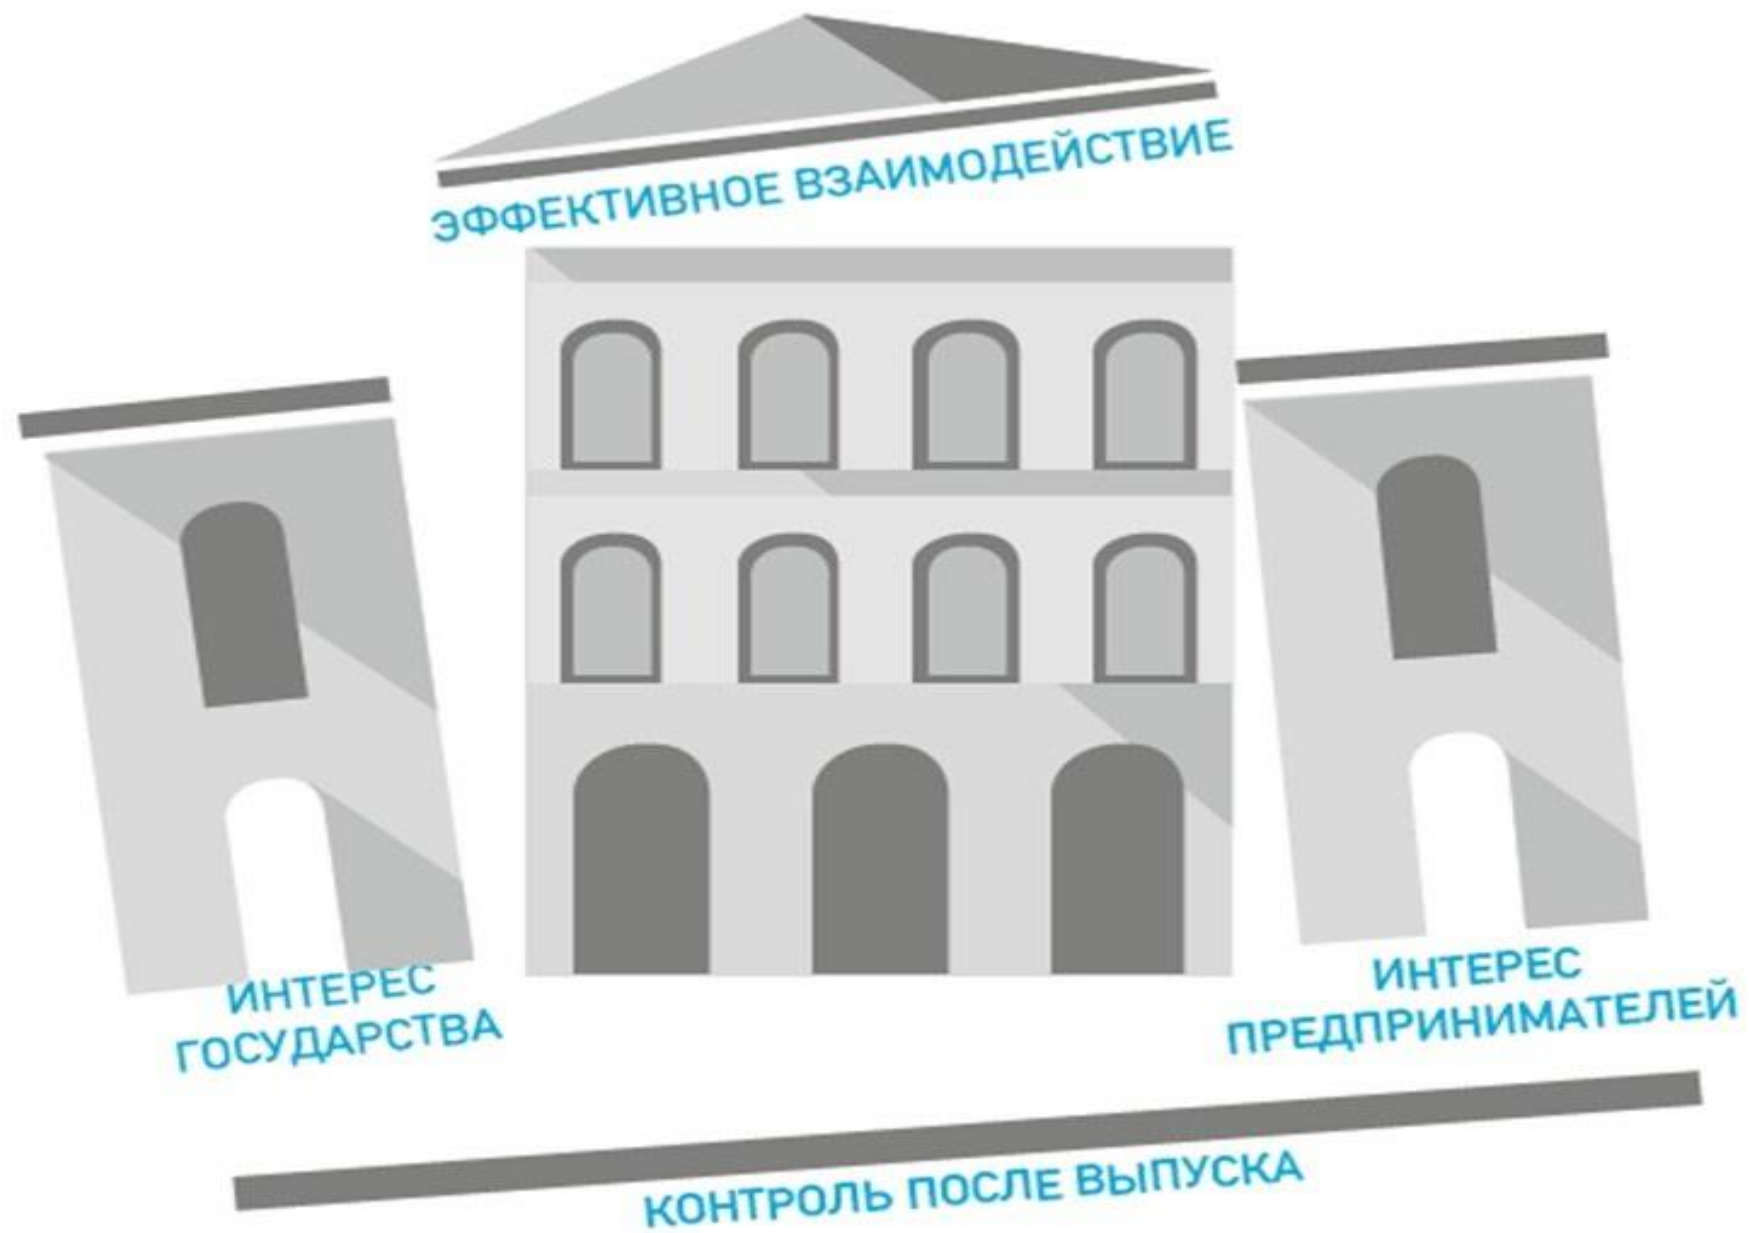 ЭФФЕКТИВНОЕ ВЗАИМОДЕЙСТВИЕ
ИНТЕРЕС
ГОСУДАРСТВА
ИНТЕРЕС
ПРЕДПРИНИМАТЕЛЕЙ
КОНТРОЛЬ ПОСЛЕ ВЫПУСКА